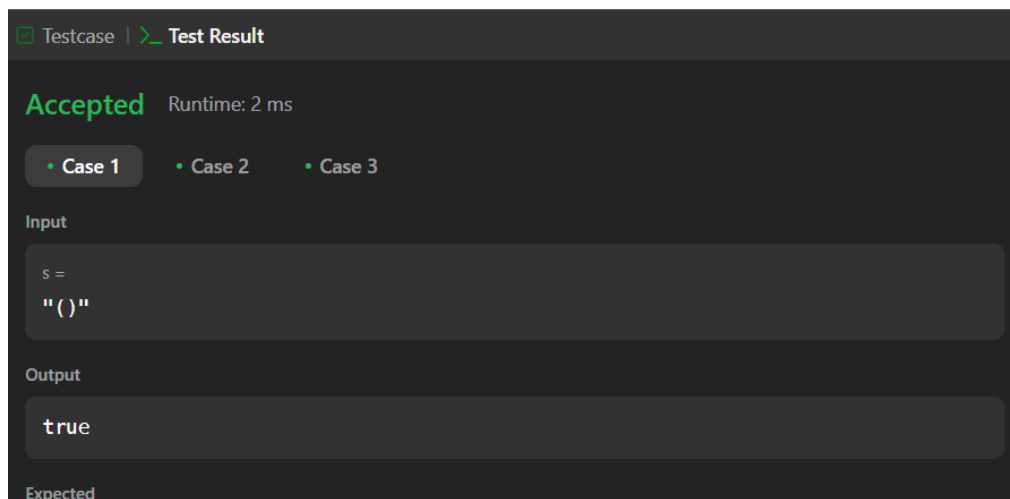 Testcase | >_ Test Result
Accepted Runtime: 2 ms
• Case 1 • Case 2 • Case 3
Input
s =
"()"
Output
true
Expected